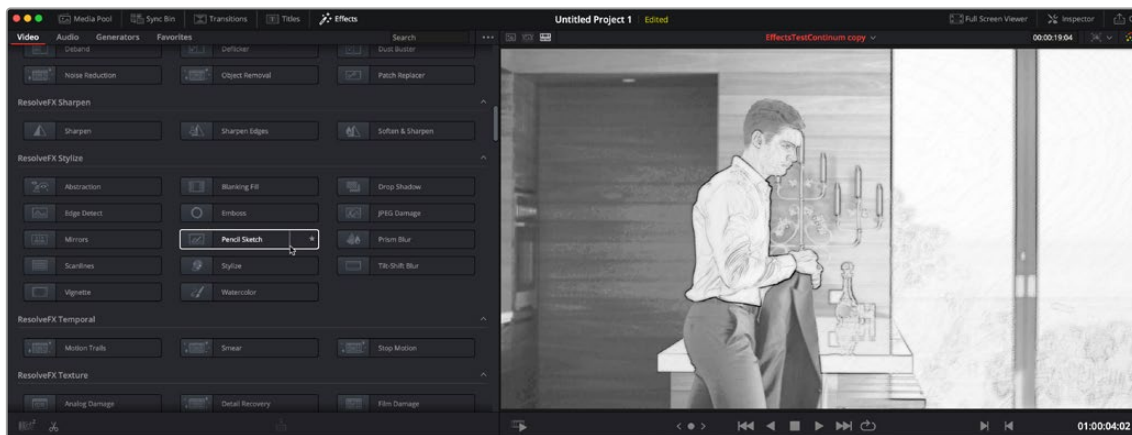 Media Pool Sync Bin Transitions Titles Effects Untitled Project 1 Edited Full Screen Viewer Inspector
Video Audio Generators Favorites Search EffectsTestContinum copy 00:00:19:04
Deband Deflicker Dust Buster
Noise Reduction Object Removal Patch Replacer
ResolveFX Sharpen
Sharpen Sharpen Edges Soften & Sharpen
ResolveFX Stylize
Abstraction Blanking Fill Drop Shadow
Edge Detect Emboss JPEG Damage
Mirrors Pencil Sketch Prism Blur
Scanlines Stylize Tilt-Shift Blur
Vignette Watercolor
ResolveFX Temporal
Motion Trails Smear Stop Motion
ResolveFX Texture
Analog Damage Detail Recovery Film Damage
01:00:04:02